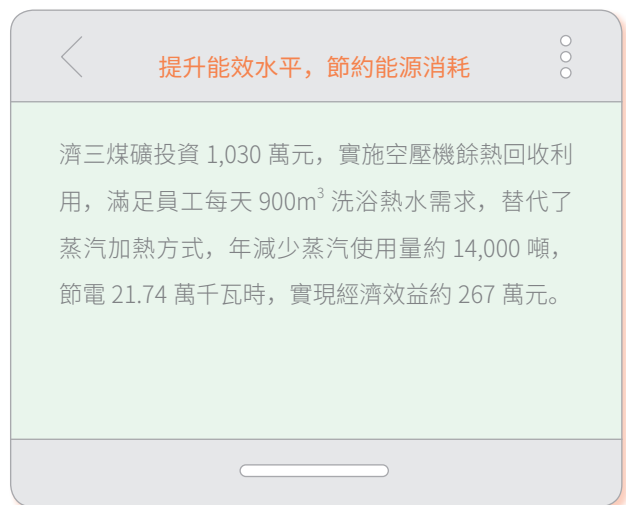 提升能效水平，節約能源消耗
濟三煤礦投資 1,030 萬元，實施空壓機餘熱回收利
用，滿足員工每天 900m³ 洗浴熱水需求，替代了
蒸汽加熱方式，年減少蒸汽使用量約 14,000 噸，
節電 21.74 萬千瓦時，實現經濟效益約 267 萬元。